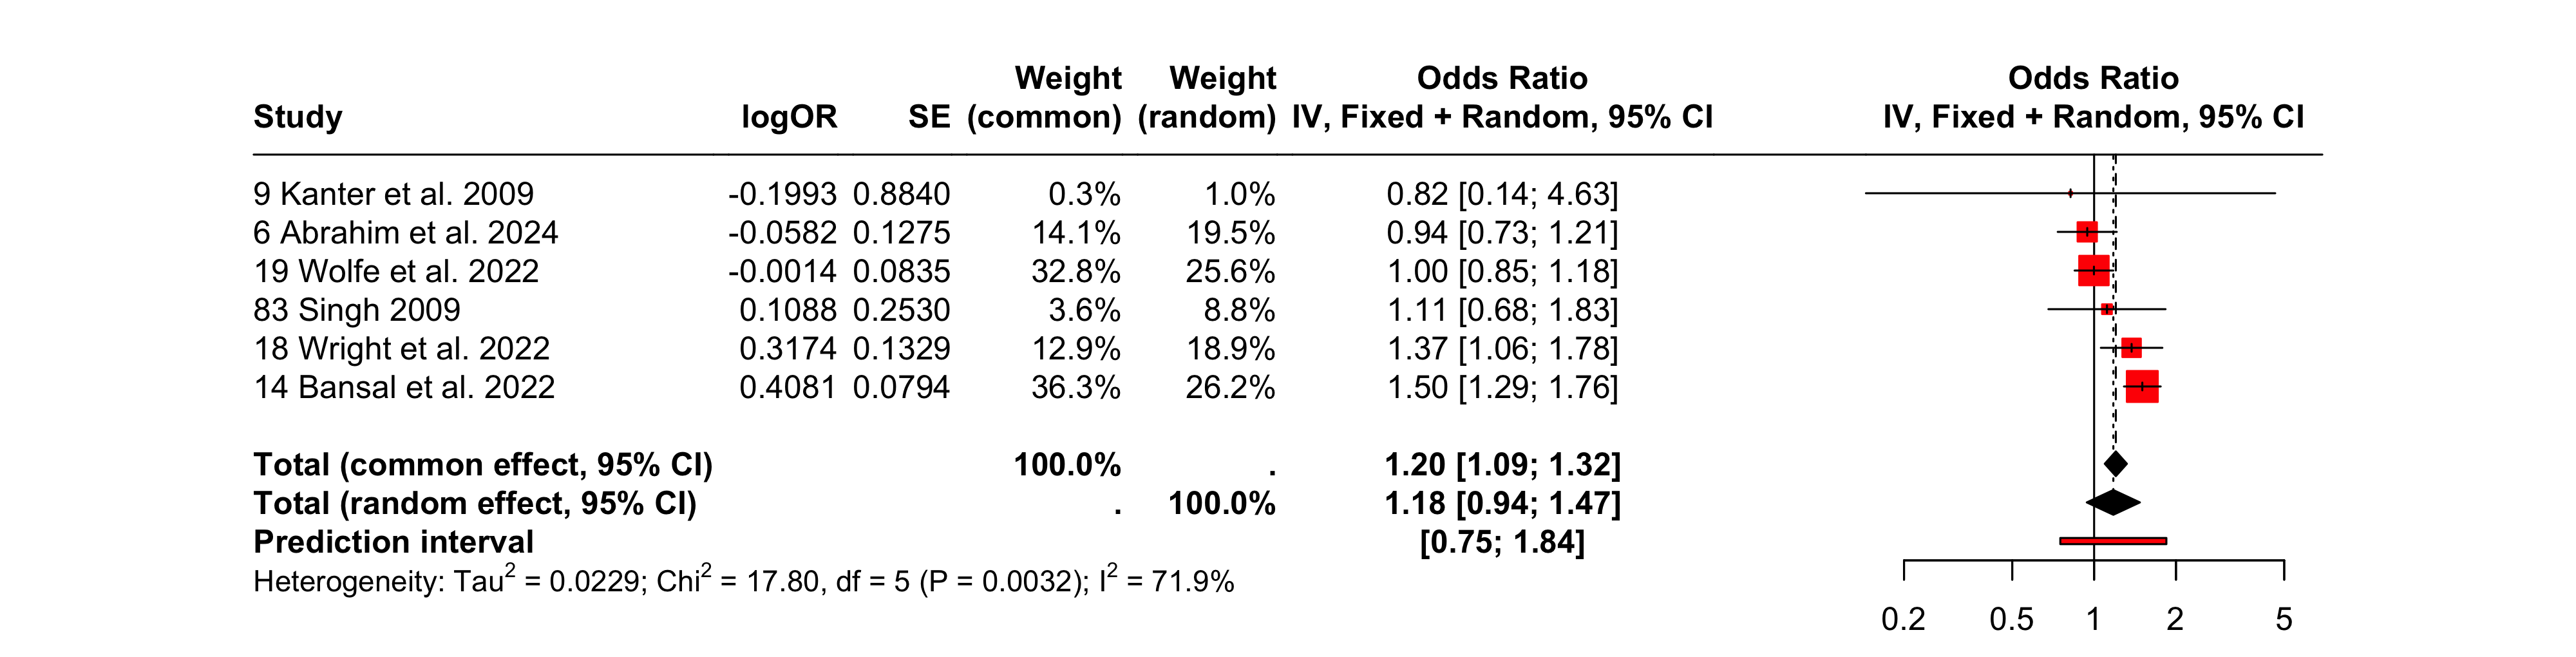 Weight Weight Odds Ratio Odds Ratio
Study logOR SE (common) (random) IV, Fixed + Random, 95% CI IV, Fixed + Random, 95% CI
9 Kanter et al. 2009 -0.1993 0.8840 0.3% 1.0% 0.82 [0.14; 4.63]
6 Abrahim et al. 2024 -0.0582 0.1275 14.1% 19.5% 0.94 [0.73; 1.21]
19 Wolfe et al. 2022 -0.0014 0.0835 32.8% 25.6% 1.00 [0.85; 1.18]
83 Singh 2009 0.1088 0.2530 3.6% 8.8% 1.11 [0.68; 1.83]
18 Wright et al. 2022 0.3174 0.1329 12.9% 18.9% 1.37 [1.06; 1.78]
14 Bansal et al. 2022 0.4081 0.0794 36.3% 26.2% 1.50 [1.29; 1.76]
Total (common effect, 95% CI) 100.0% . 1.20 [1.09; 1.32]
Total (random effect, 95% CI) . 100.0% 1.18 [0.94; 1.47]
Prediction interval [0.75; 1.84]
Heterogeneity: Tau² = 0.0229; Chi² = 17.80, df = 5 (P = 0.0032); I² = 71.9%
0.2 0.5 1 2 5